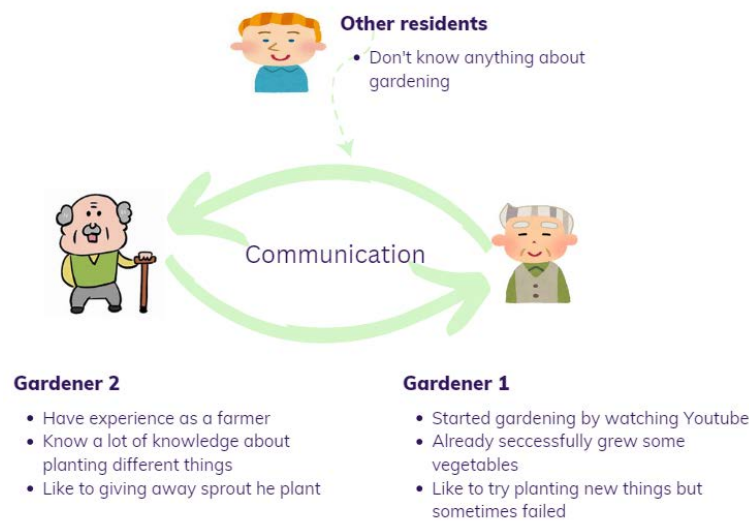 Other residents
• Don't know anything about
gardening
Communication
Gardener 2
• Have experience as a farmer
• Know a lot of knowledge about
planting different things
• Like to giving away sprout he plant
Gardener 1
• Started gardening by watching Youtube
• Already seccessfully grew some
vegetables
• Like to try planting new things but
sometimes failed